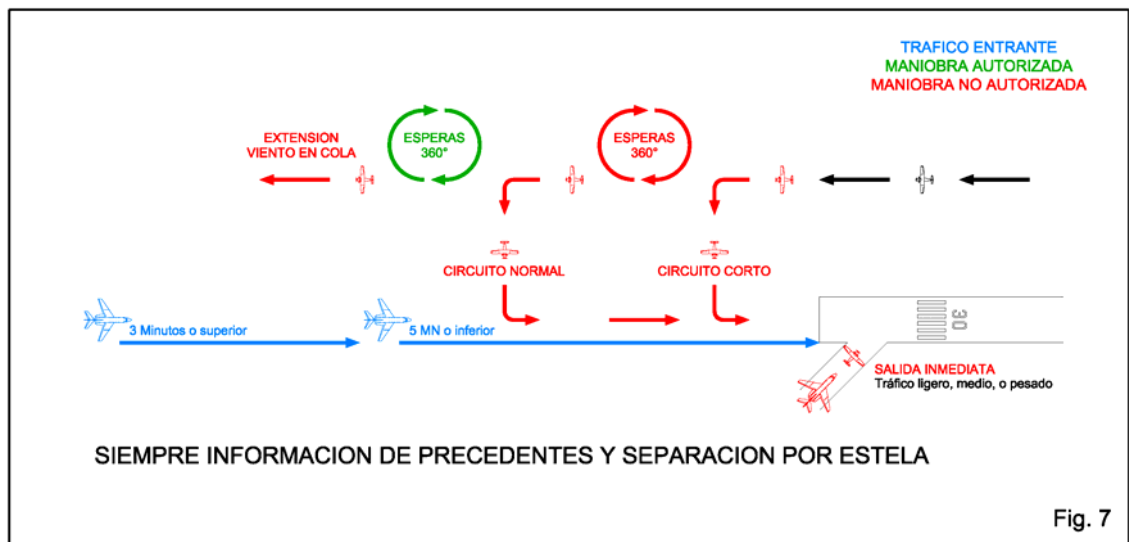 TRAFICO ENTRANTE
MANIOBRA AUTORIZADA
MANIOBRA NO AUTORIZADA
EXTENSION
VIENTO EN COLA
ESPERAS
360°
ESPERAS
360°
CIRCUITO NORMAL
CIRCUITO CORTO
3 Minutos o superior
5 MN o inferior
30
SALIDA INMEDIATA
Tráfico ligero, medio, o pesado
SIEMPRE INFORMACION DE PRECEDENTES Y SEPARACION POR ESTELA
Fig. 7